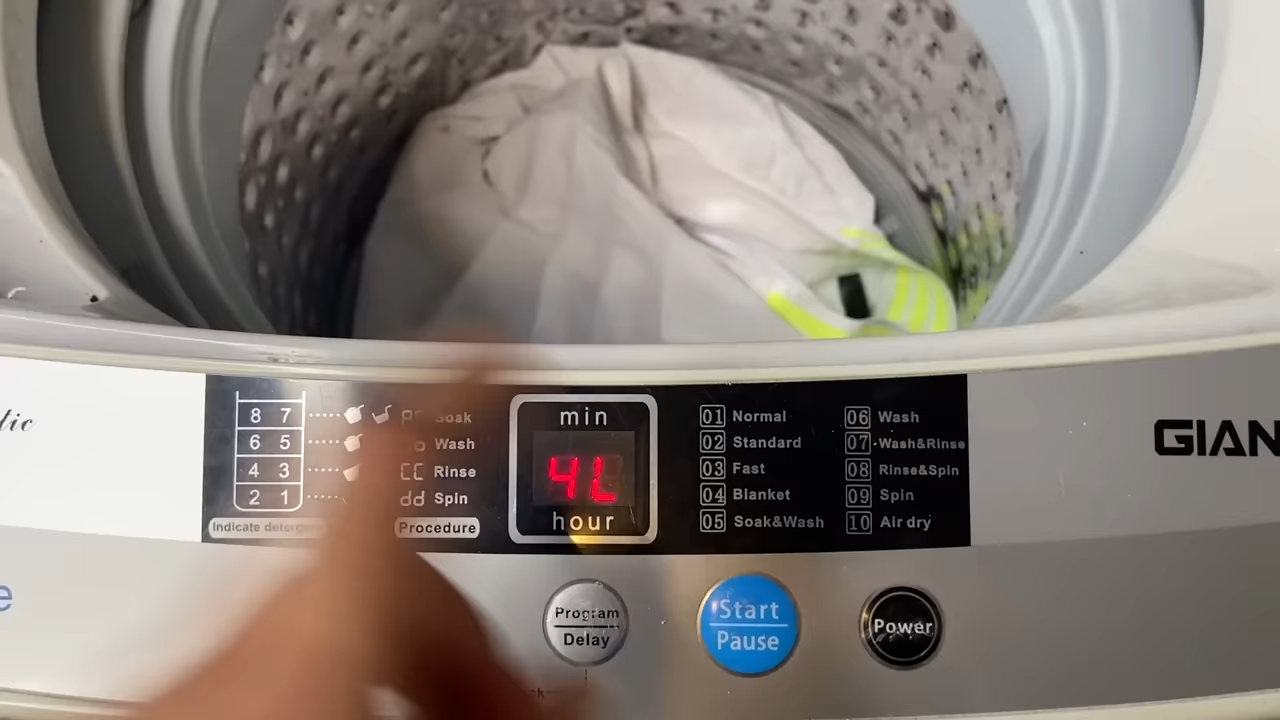 tic
8 7
Soak
6 5
Wash
4 3
CC Rinse
2 1
dd Spin
Procedure
min
4L
hour
01 Normal
02 Standard
03 Fast
04 Blanket
05 Soak&Wash
06 Wash
07 Wash&Rinse
08 Rinse&Spin
09 Spin
10 Air dry
GIAN
e
Program
Delay
Start
Pause
Power